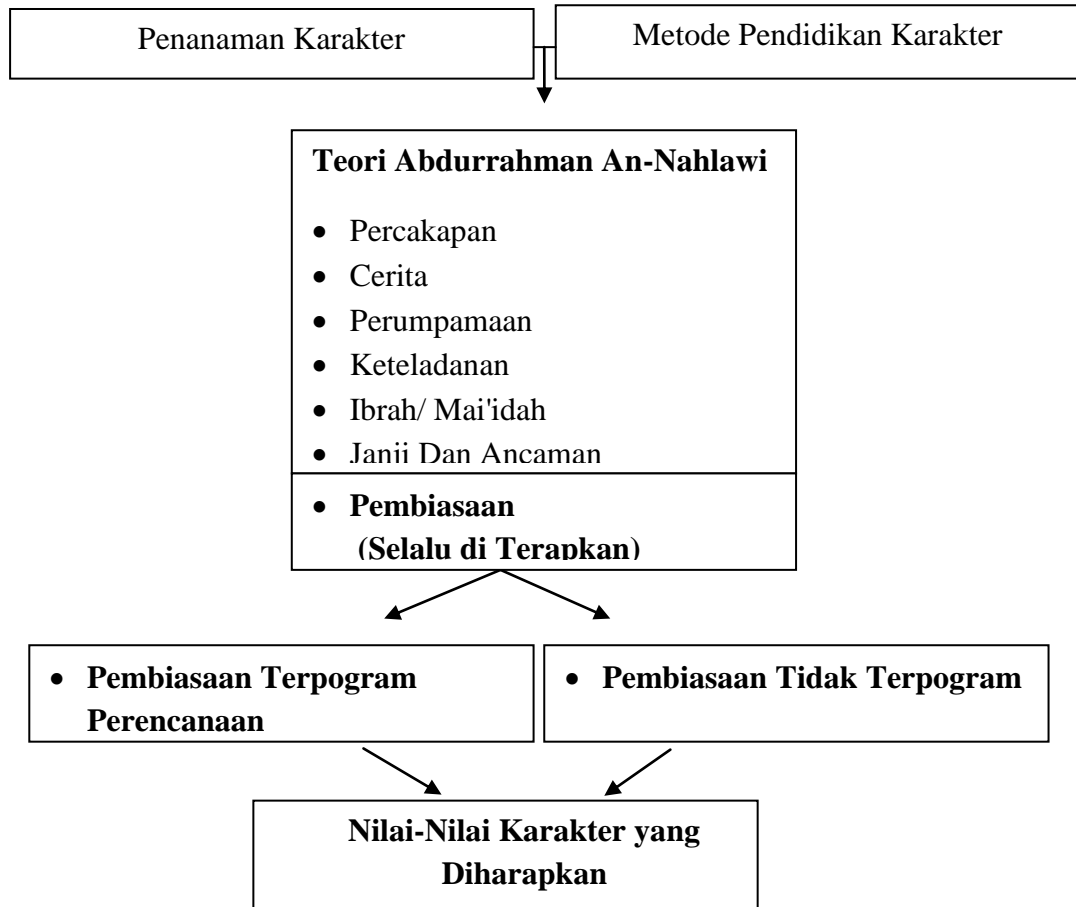 Penanaman Karakter
Metode Pendidikan Karakter
Teori Abdurrahman An-Nahlawi
• Percakapan
• Cerita
• Perumpamaan
• Keteladanan
• Ibrah/ Mai'idah
• Janji Dan Ancaman
• Pembiasaan
(Selalu di Terapkan)
• Pembiasaan Terpogram
Perencanaan
• Pembiasaan Tidak Terpogram
Nilai-Nilai Karakter yang
Diharapkan